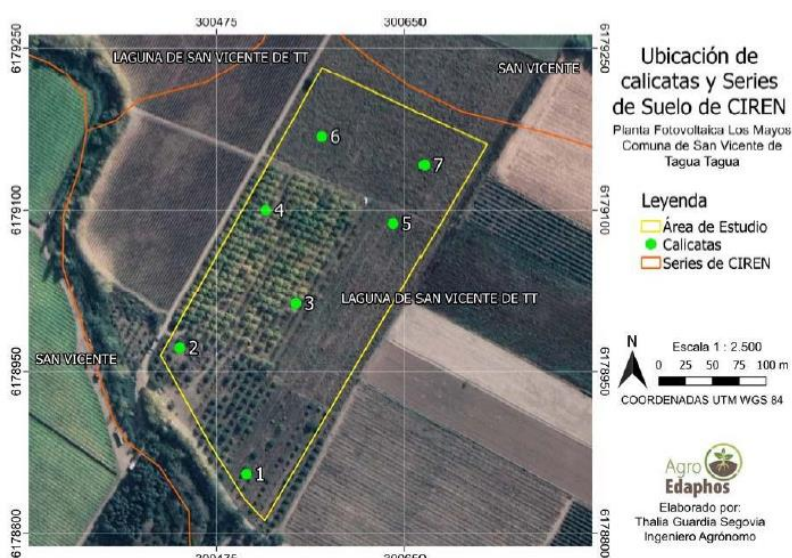 300475
300650
6179250
6179250
LAGUNA DE SAN VICENTE DE TT
SAN VICENTE
6
7
4
5
6179100
6179100
3
LAGUNA DE SAN VICENTE DE TT
2
SAN VICENTE
6178950
6178950
1
6178800
6178800
300475
300650
Ubicación de
calicatas y Series
de Suelo de CIREN
Planta Fotovoltaica Los Mayos
Comuna de San Vicente de
Tagua Tagua
Leyenda
Área de Estudio
Calicatas
Series de CIREN
N
Escala 1 : 2.500
0 25 50 75 100 m
COORDENADAS UTM WGS 84
Agro
Edaphos
Elaborado por:
Thalia Guardia Segovia
Ingeniero Agrónomo